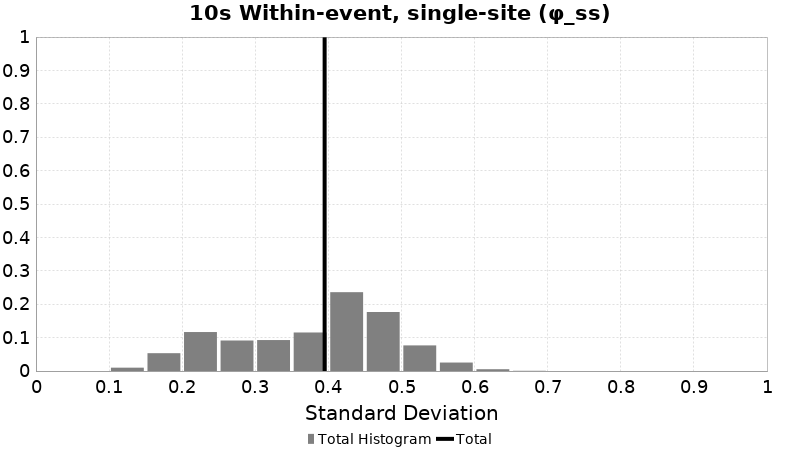 10s Within-event, single-site (φ_ss)
1
0.9
0.8
0.7
0.6
0.5
0.4
0.3
0.2
0.1
0
0 0.1 0.2 0.3 0.4 0.5 0.6 0.7 0.8 0.9 1
Standard Deviation
Total Histogram Total